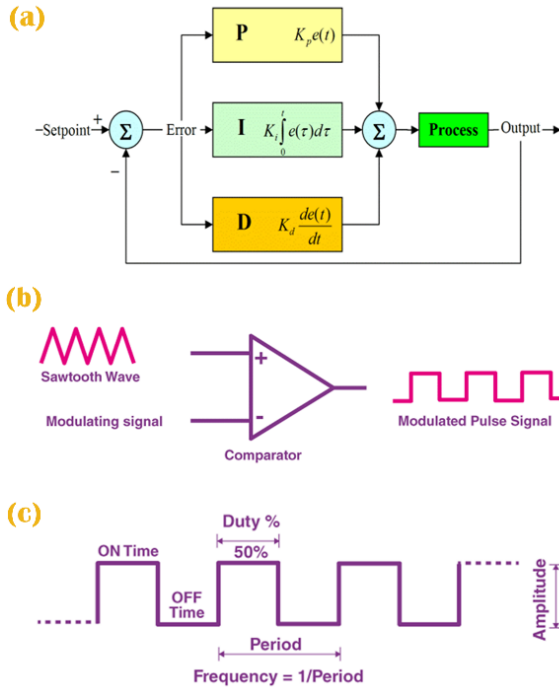 (a)
P K_p e(t)
–Setpoint + Σ Error I K_i ∫_0^t e(τ)dτ Σ Process Output
−
D K_d de(t)/dt
(b)
Sawtooth Wave
+
Modulating signal
-
Comparator
Modulated Pulse Signal
(c)
Duty %
ON Time
50%
OFF
Time
Amplitude
Period
Frequency = 1/Period